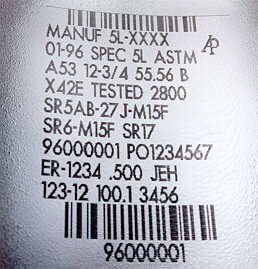 MANUF 5L-XXXX
01-96 SPEC 5L ASTM
A53 12-3/4 55.56 B
X42E TESTED 2800
SR5AB-27J-M15F
SR6-M15F SR17
96000001 PO1234567
ER-1234 .500 JEH
123-12 100.1 3456
96000001